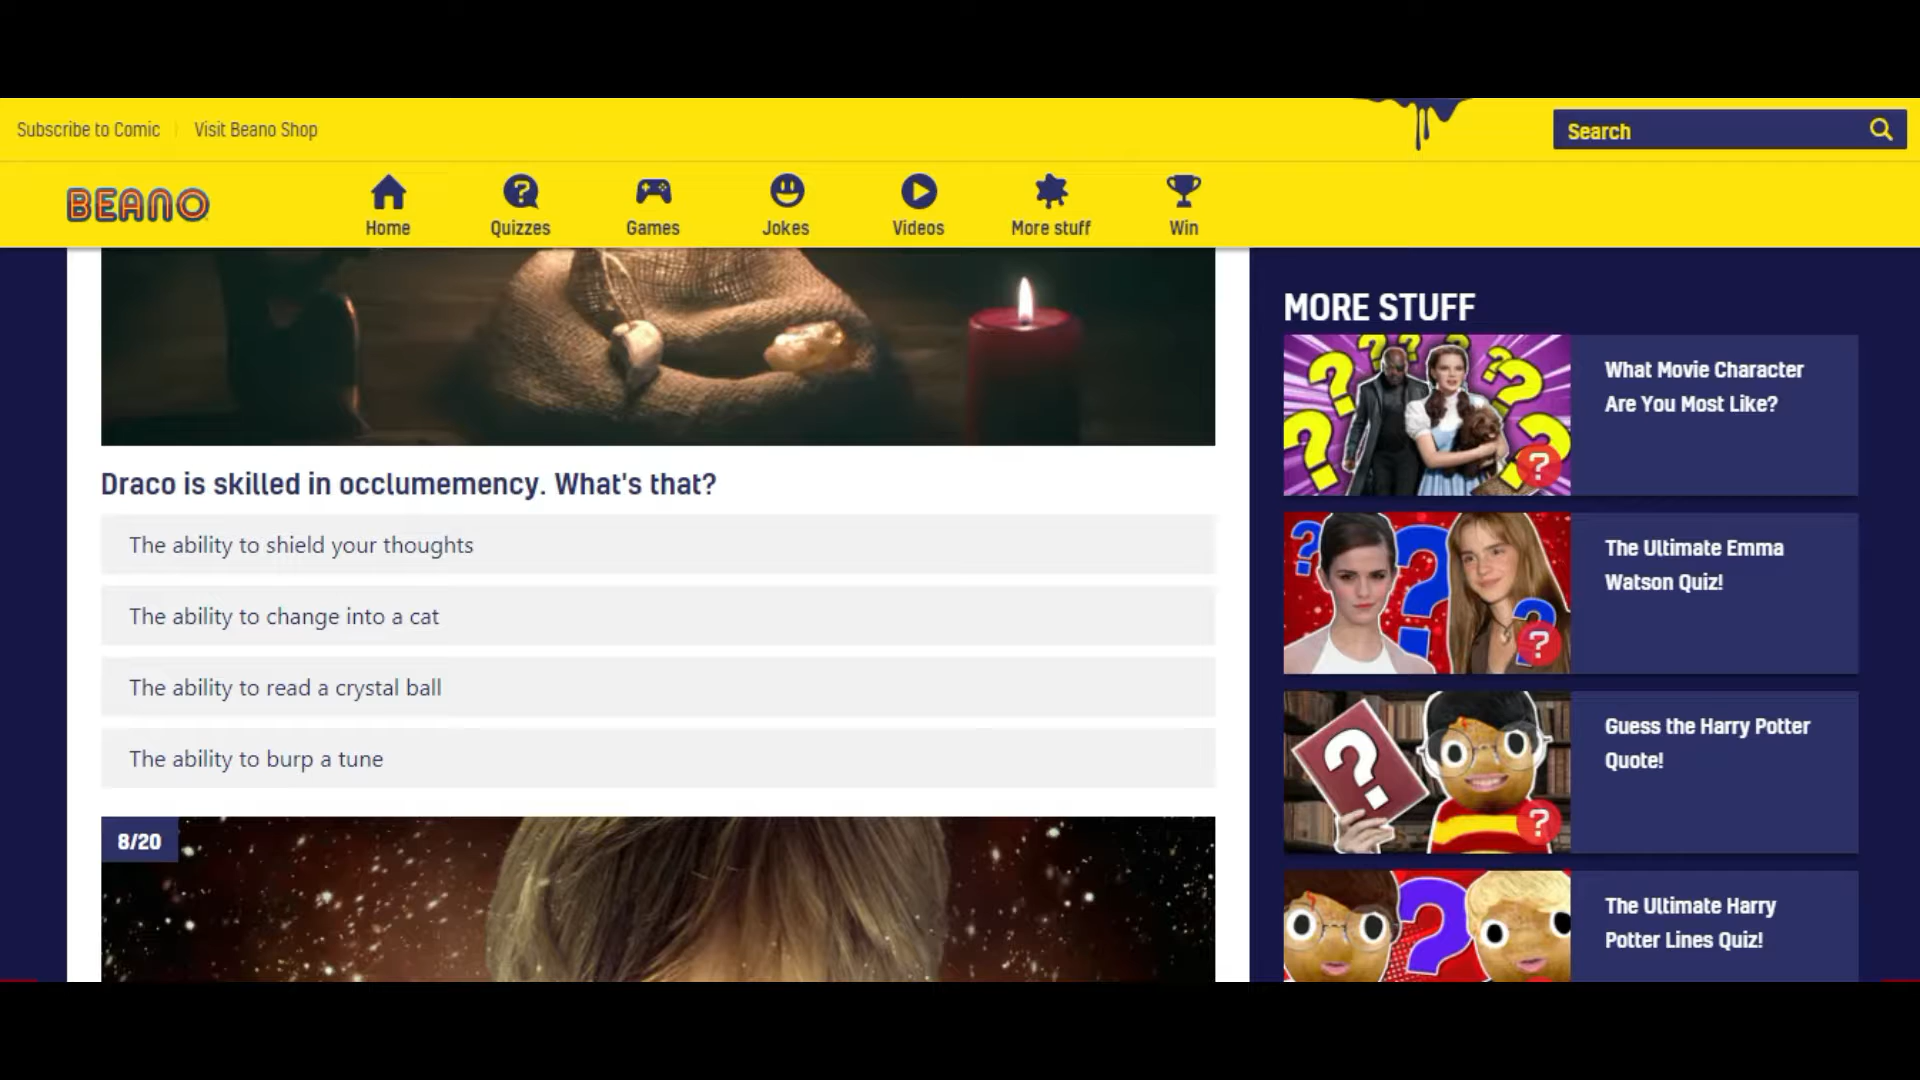 Subscribe to Comic
Visit Beano Shop
Search
BEANO
Home
Quizzes
Games
Jokes
Videos
More stuff
Win
Draco is skilled in occlumemency. What's that?
The ability to shield your thoughts
The ability to change into a cat
The ability to read a crystal ball
The ability to burp a tune
8/20
MORE STUFF
What Movie Character
Are You Most Like?
The Ultimate Emma
Watson Quiz!
Guess the Harry Potter
Quote!
The Ultimate Harry
Potter Lines Quiz!